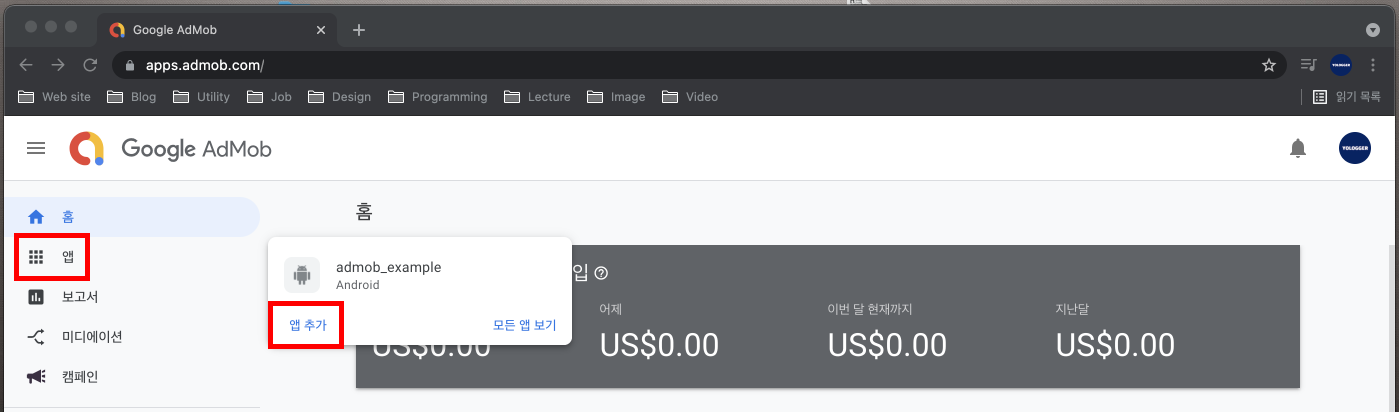 Google AdMob
apps.admob.com/
Web site Blog Utility Job Design Programming Lecture Image Video 읽기 목록
Google AdMob
YOLOGGER
홈
앱
보고서
미디에이션
캠페인
홈
admob_example
Android
앱 추가 모든 앱 보기
입
어제 이번 달 현재까지 지난달
US$0.00 US$0.00 US$0.00 US$0.00